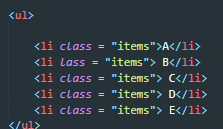 <ul>
<li class = "items">A</li>
<li lass = "items"> B</li>
<li class = "items"> C</li>
<li class = "items"> D</li>
<li class = "items"> E</li>
</ul>